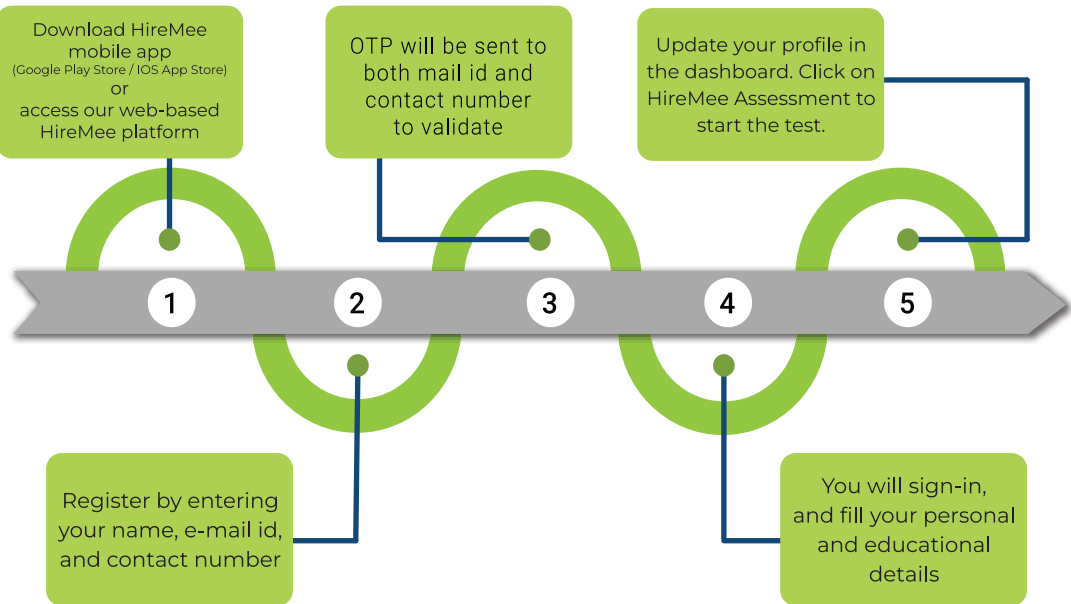 Download HireMee
mobile app
(Google Play Store / IOS App Store)
or
access our web-based
HireMee platform
OTP will be sent to
both mail id and
contact number
to validate
Update your profile in
the dashboard. Click on
HireMee Assessment to
start the test.
1
2
3
4
5
Register by entering
your name, e-mail id,
and contact number
You will sign-in,
and fill your personal
and educational
details